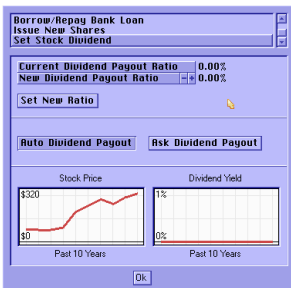 Borrow/Repay Bank Loan
Issue New Shares
Set Stock Dividend
Current Dividend Payout Ratio 0.00%
New Dividend Payout Ratio -+ 0.00%
Set New Ratio
Auto Dividend Payout Ask Dividend Payout
Stock Price Dividend Yield
$320 1%
$0 0%
Past 10 Years Past 10 Years
Ok